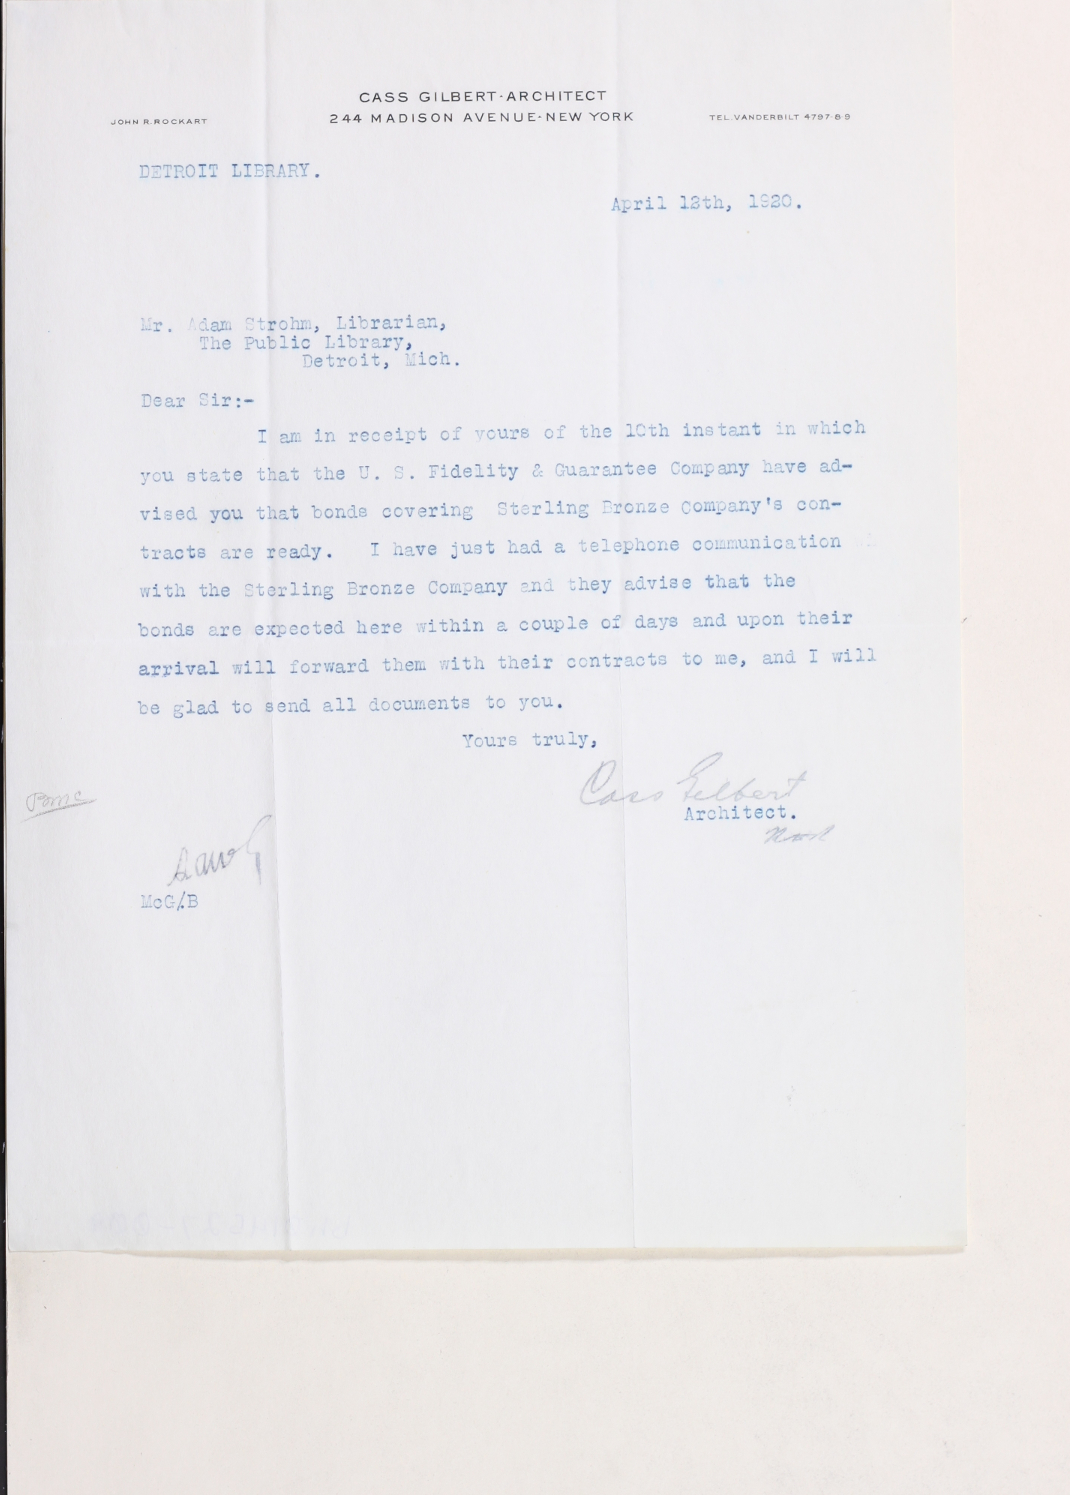 CASS GILBERT-ARCHITECT
244 MADISON AVENUE-NEW YORK
JOHN R. ROCKART
TEL. VANDERBILT 4797-8-9
DETROIT LIBRARY.
April 12th, 1920.
Mr. Adam Strohm, Librarian,
The Public Library,
Detroit, Mich.
Dear Sir:-
I am in receipt of yours of the 10th instant in which
you state that the U. S. Fidelity & Guarantee Company have ad-
vised you that bonds covering Sterling Bronze Company's con-
tracts are ready. I have just had a telephone communication
with the Sterling Bronze Company and they advise that the
bonds are expected here within a couple of days and upon their
arrival will forward them with their contracts to me, and I will
be glad to send all documents to you.
Yours truly,
Cass Gilbert
Architect.
McG/B